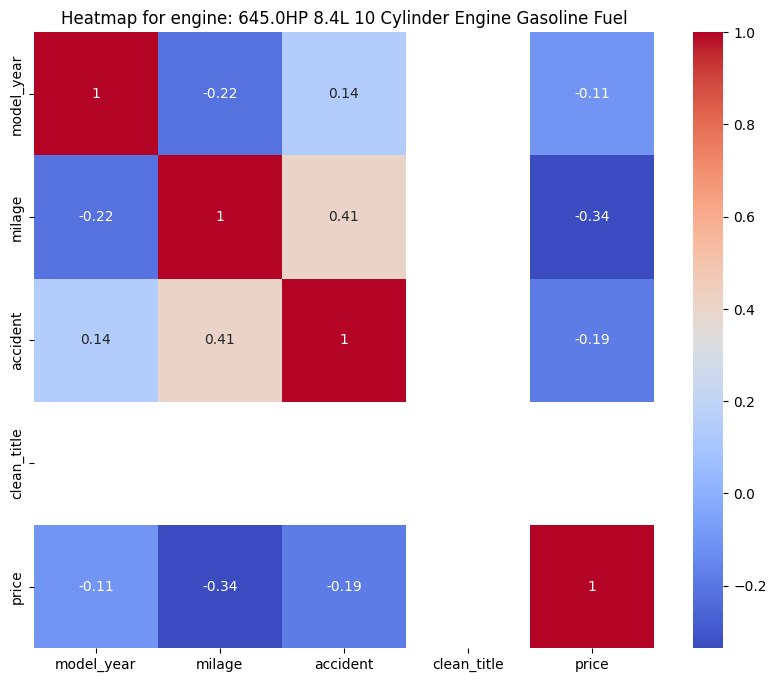 Heatmap for engine: 645.0HP 8.4L 10 Cylinder Engine Gasoline Fuel
model_year
1
-0.22
0.14
-0.11
milage
-0.22
1
0.41
-0.34
accident
0.14
0.41
1
-0.19
clean_title
price
-0.11
-0.34
-0.19
1
model_year
milage
accident
clean_title
price
1.0
0.8
0.6
0.4
0.2
0.0
−0.2